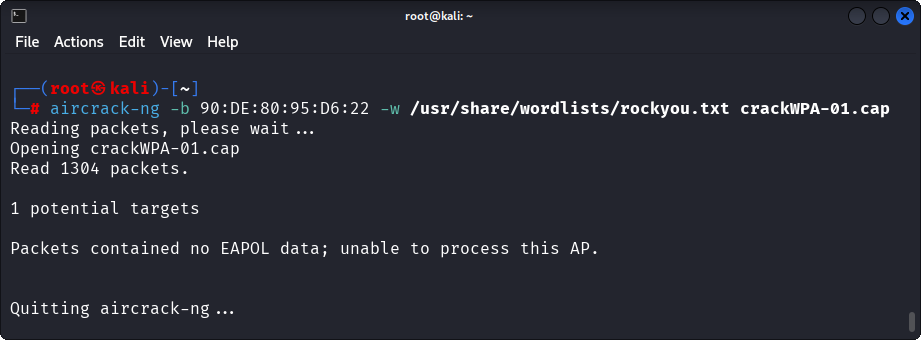 root@kali: ~
File Actions Edit View Help
┌──(root㉿kali)-[~]
└─# aircrack-ng -b 90:DE:80:95:D6:22 -w /usr/share/wordlists/rockyou.txt crackWPA-01.cap
Reading packets, please wait...
Opening crackWPA-01.cap
Read 1304 packets.
1 potential targets
Packets contained no EAPOL data; unable to process this AP.
Quitting aircrack-ng...